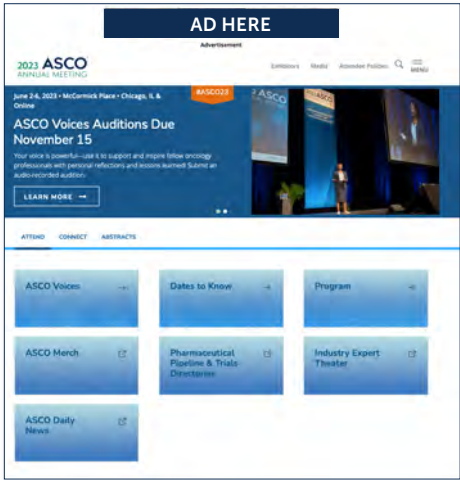 AD HERE
Advertisement
2023 ASCO
ANNUAL MEETING
Exhibitors Media Attendee Policies MENU
June 2-6, 2023 • McCormick Place • Chicago, IL &
Online
#ASCO23
ASCO Voices Auditions Due
November 15
Your voice is powerful—use it to support and inspire fellow oncology
professionals with personal reflections and lessons learned! Submit an
audio-recorded audition.
LEARN MORE →
ASCO
ATTEND CONNECT ABSTRACTS
ASCO Voices
Dates to Know
Program
ASCO Merch
Pharmaceutical
Pipeline & Trials
Directories
Industry Expert
Theater
ASCO Daily
News